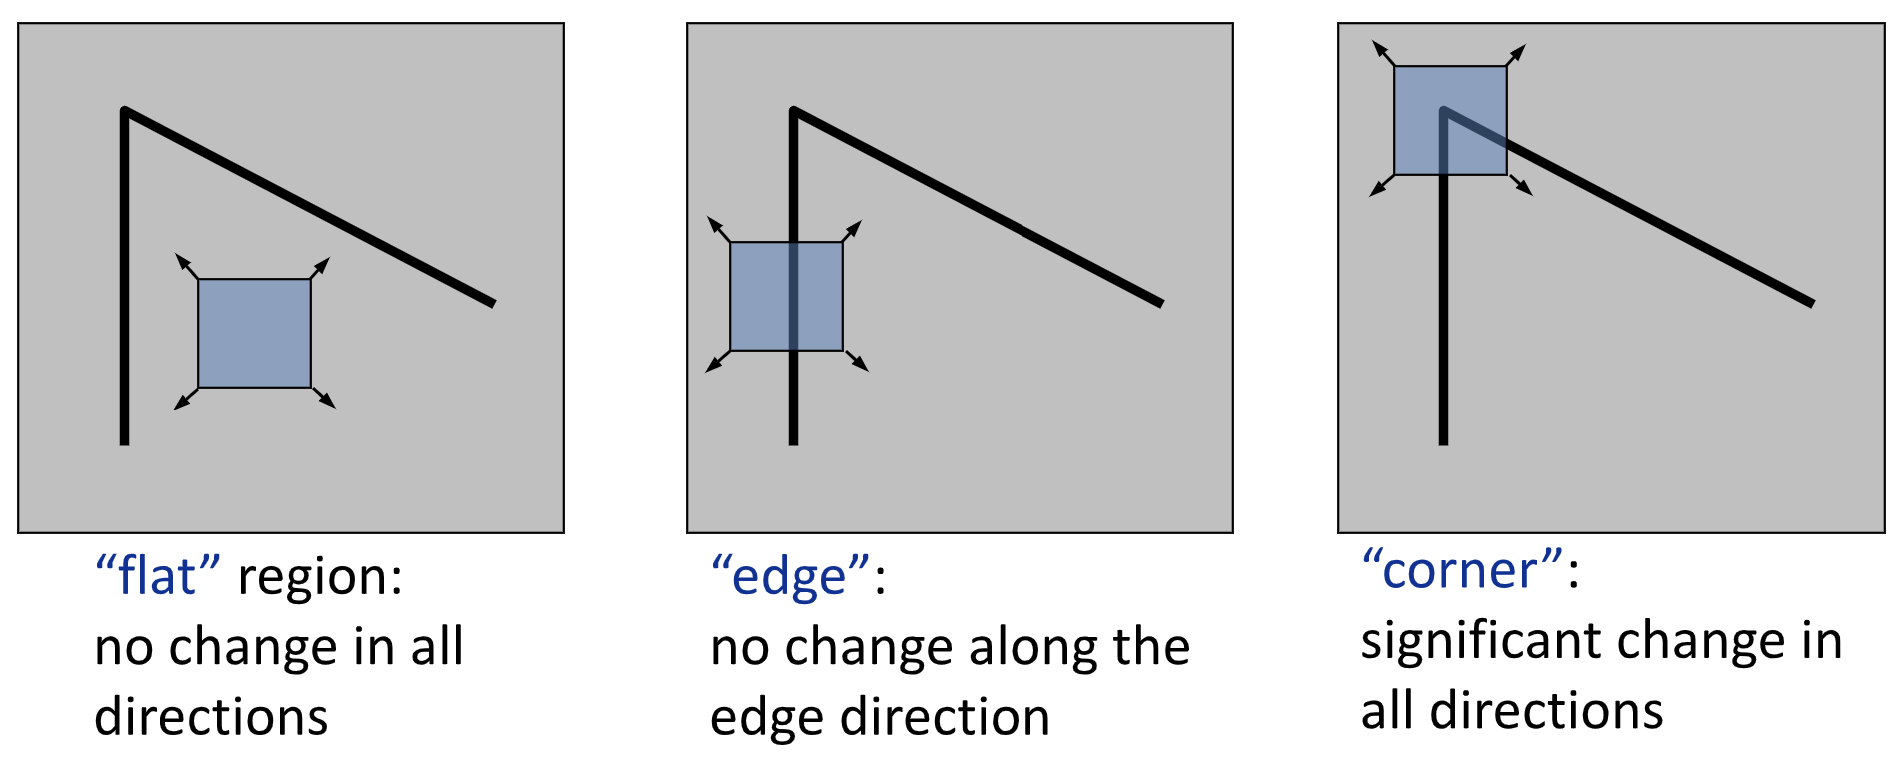 “flat” region:
no change in all
directions
“edge”:
no change along the
edge direction
“corner”:
significant change in
all directions